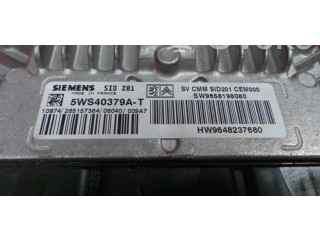 SIEMENS SID 201
MADE IN FRANCE
5WS40379A-T
10874/265157364/06040/009A7
SV CMM SID201 CEM000
SW9658198080
HW9648237680